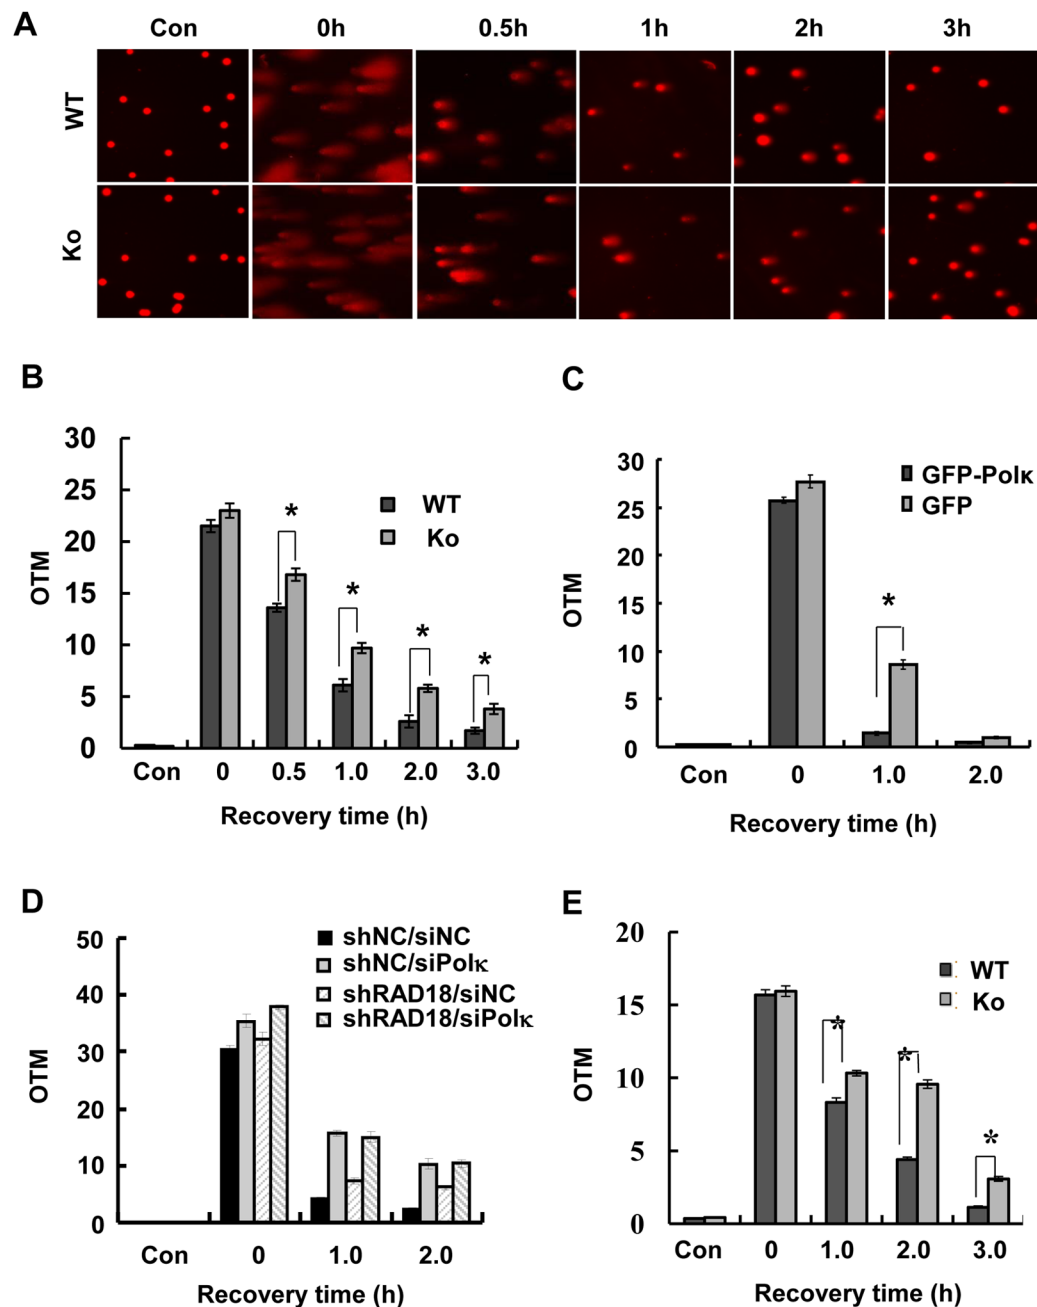 A
Con 0h 0.5h 1h 2h 3h
WT
Ko
B
30
25
20
15
10
5
0
OTM
WT
Ko
* * * *
Con 0 0.5 1.0 2.0 3.0
Recovery time (h)
C
30
25
20
15
10
5
0
OTM
GFP-Polκ
GFP
*
Con 0 1.0 2.0
Recovery time (h)
D
50
40
30
20
10
0
OTM
shNC/siNC
shNC/siPolκ
shRAD18/siNC
shRAD18/siPolκ
Con 0 1.0 2.0
Recovery time (h)
E
20
15
10
5
0
OTM
WT
Ko
* * *
Con 0 1.0 2.0 3.0
Recovery time (h)